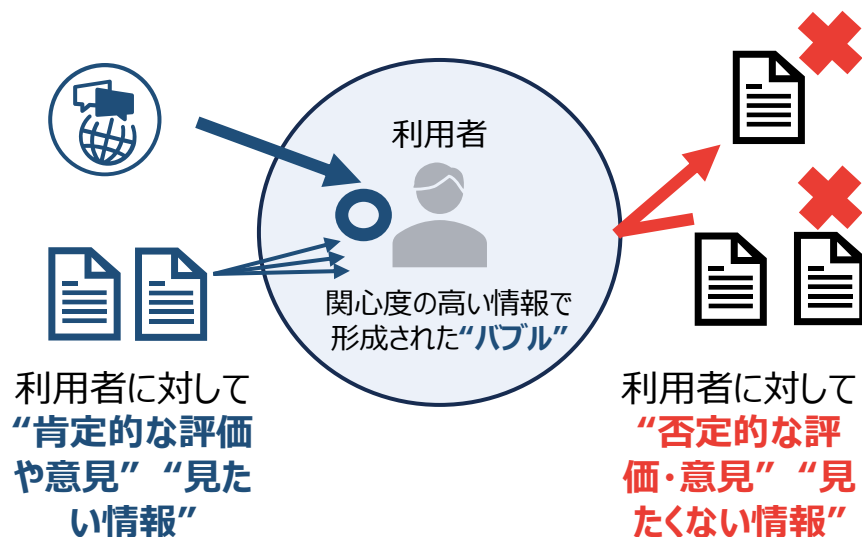 利用者
関心度の高い情報で
形成された“バブル”
利用者に対して
“肯定的な評価
や意見” “見た
い情報”
利用者に対して
“否定的な評
価・意見” “見
たくない情報”